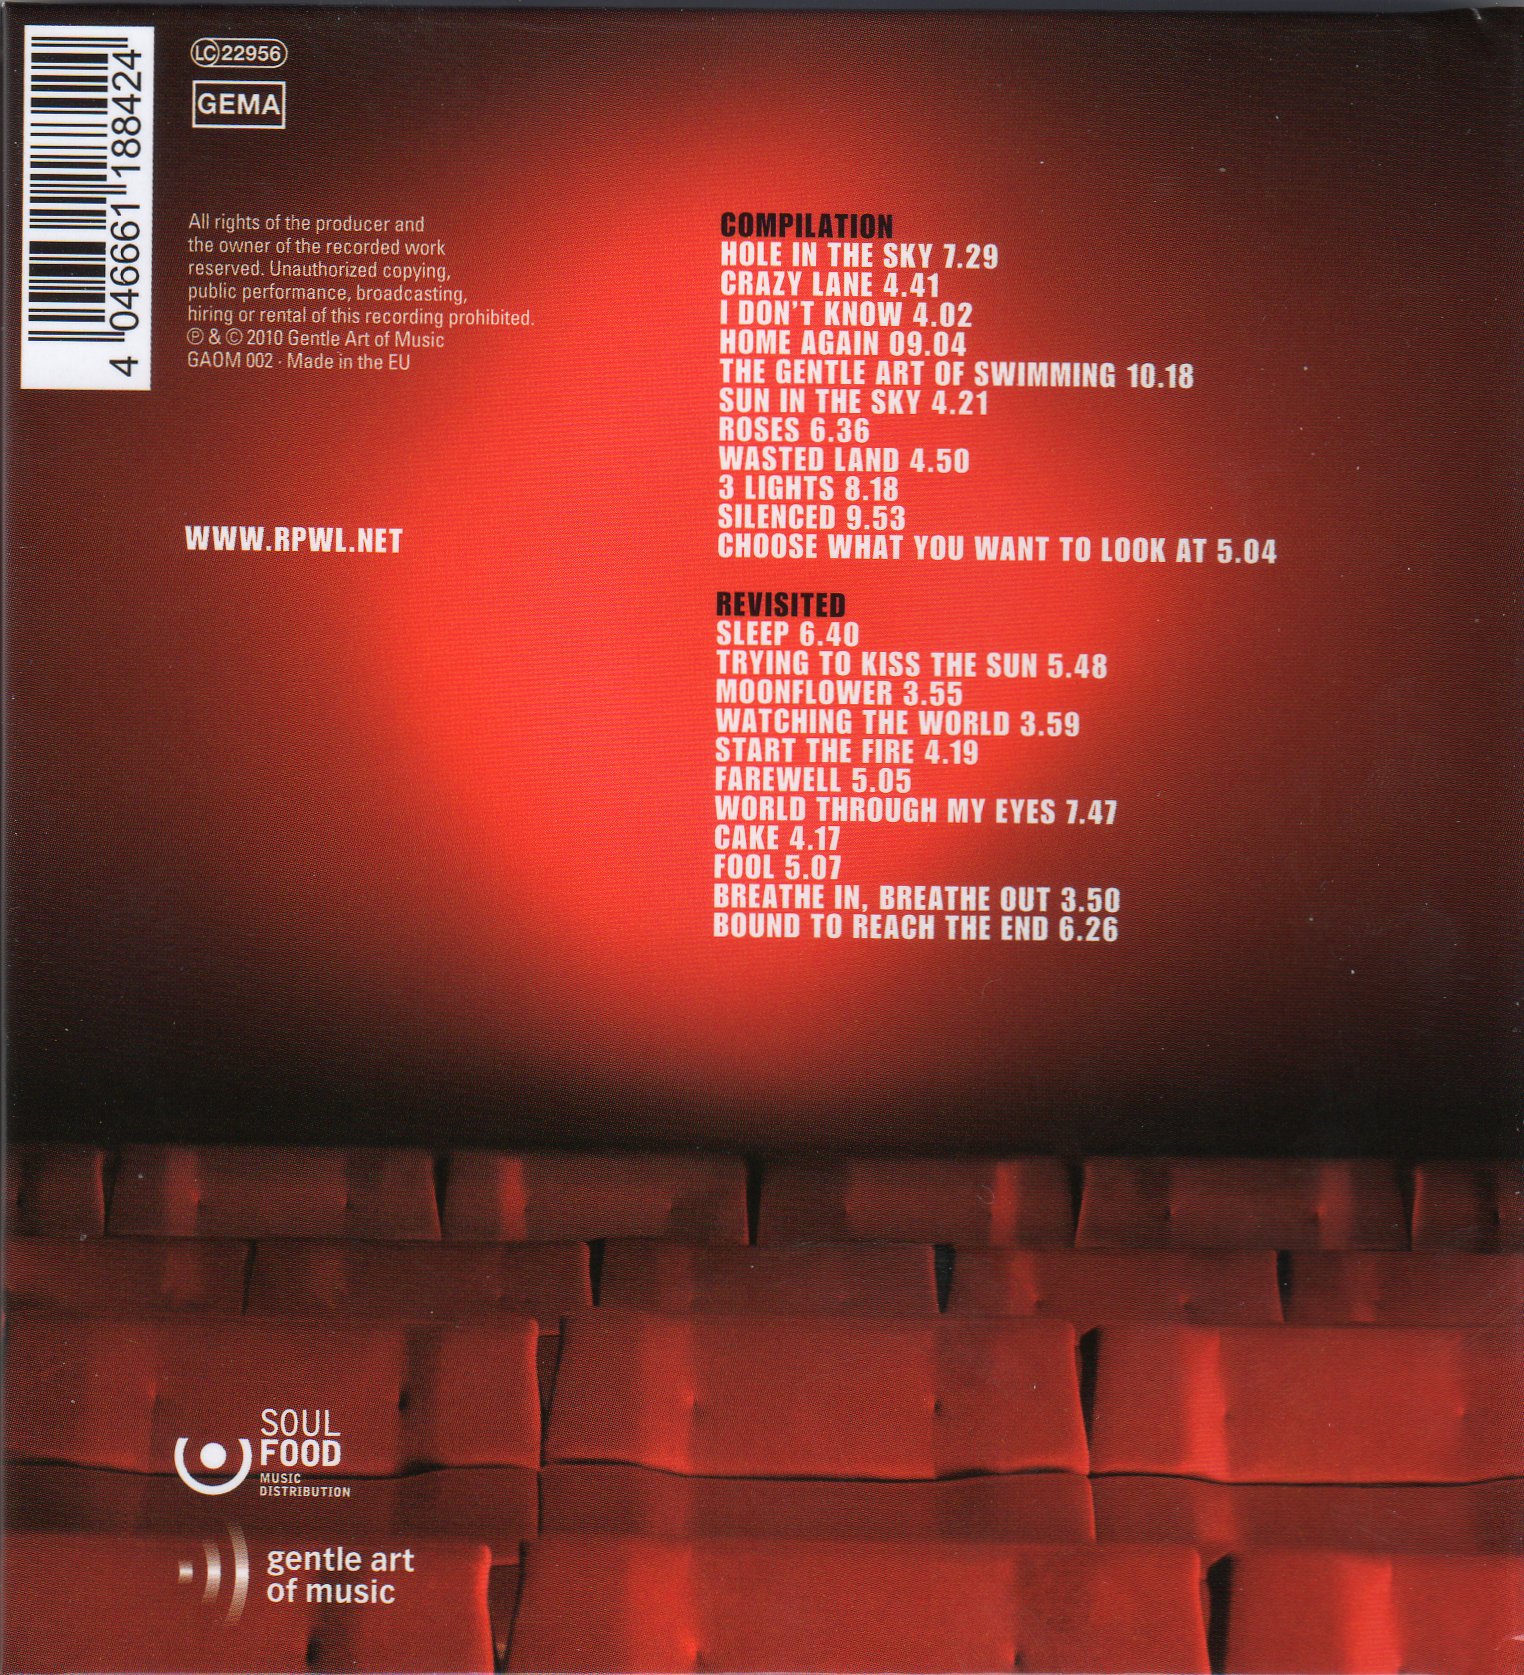 4 046661 188424
LC 22956
GEMA
All rights of the producer and
the owner of the recorded work
reserved. Unauthorized copying,
public performance, broadcasting,
hiring or rental of this recording prohibited.
℗ & © 2010 Gentle Art of Music
GAOM 002 · Made in the EU
WWW.RPWL.NET
COMPILATION
HOLE IN THE SKY 7.29
CRAZY LANE 4.41
I DON'T KNOW 4.02
HOME AGAIN 09.04
THE GENTLE ART OF SWIMMING 10.18
SUN IN THE SKY 4.21
ROSES 6.36
WASTED LAND 4.50
3 LIGHTS 8.18
SILENCED 9.53
CHOOSE WHAT YOU WANT TO LOOK AT 5.04
REVISITED
SLEEP 6.40
TRYING TO KISS THE SUN 5.48
MOONFLOWER 3.55
WATCHING THE WORLD 3.59
START THE FIRE 4.19
FAREWELL 5.05
WORLD THROUGH MY EYES 7.47
CAKE 4.17
FOOL 5.07
BREATHE IN, BREATHE OUT 3.50
BOUND TO REACH THE END 6.26
SOUL
FOOD
MUSIC
DISTRIBUTION
gentle art
of music